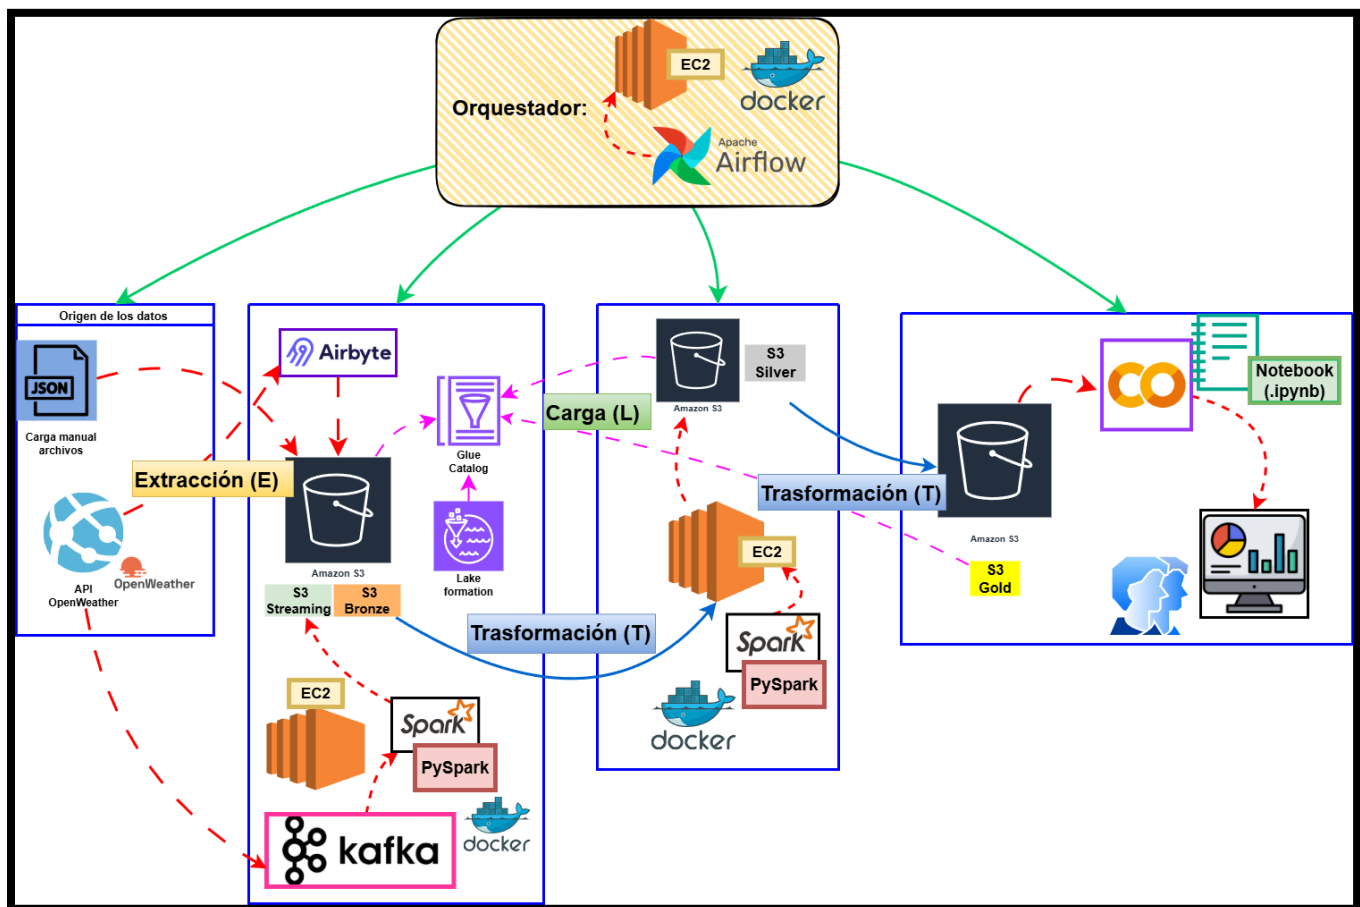 EC2
docker
Orquestador:
Apache
Airflow
Origen de los datos
JSON
Carga manual
archivos
API
OpenWeather
OpenWeather
Extracción (E)
Airbyte
Amazon S3
S3
Streaming
S3
Bronze
Glue
Catalog
Lake
formation
Carga (L)
Trasformación (T)
EC2
Spark
PySpark
kafka
docker
Amazon S3
S3
Silver
EC2
Spark
PySpark
docker
Trasformación (T)
Amazon S3
S3
Gold
Notebook
(.ipynb)